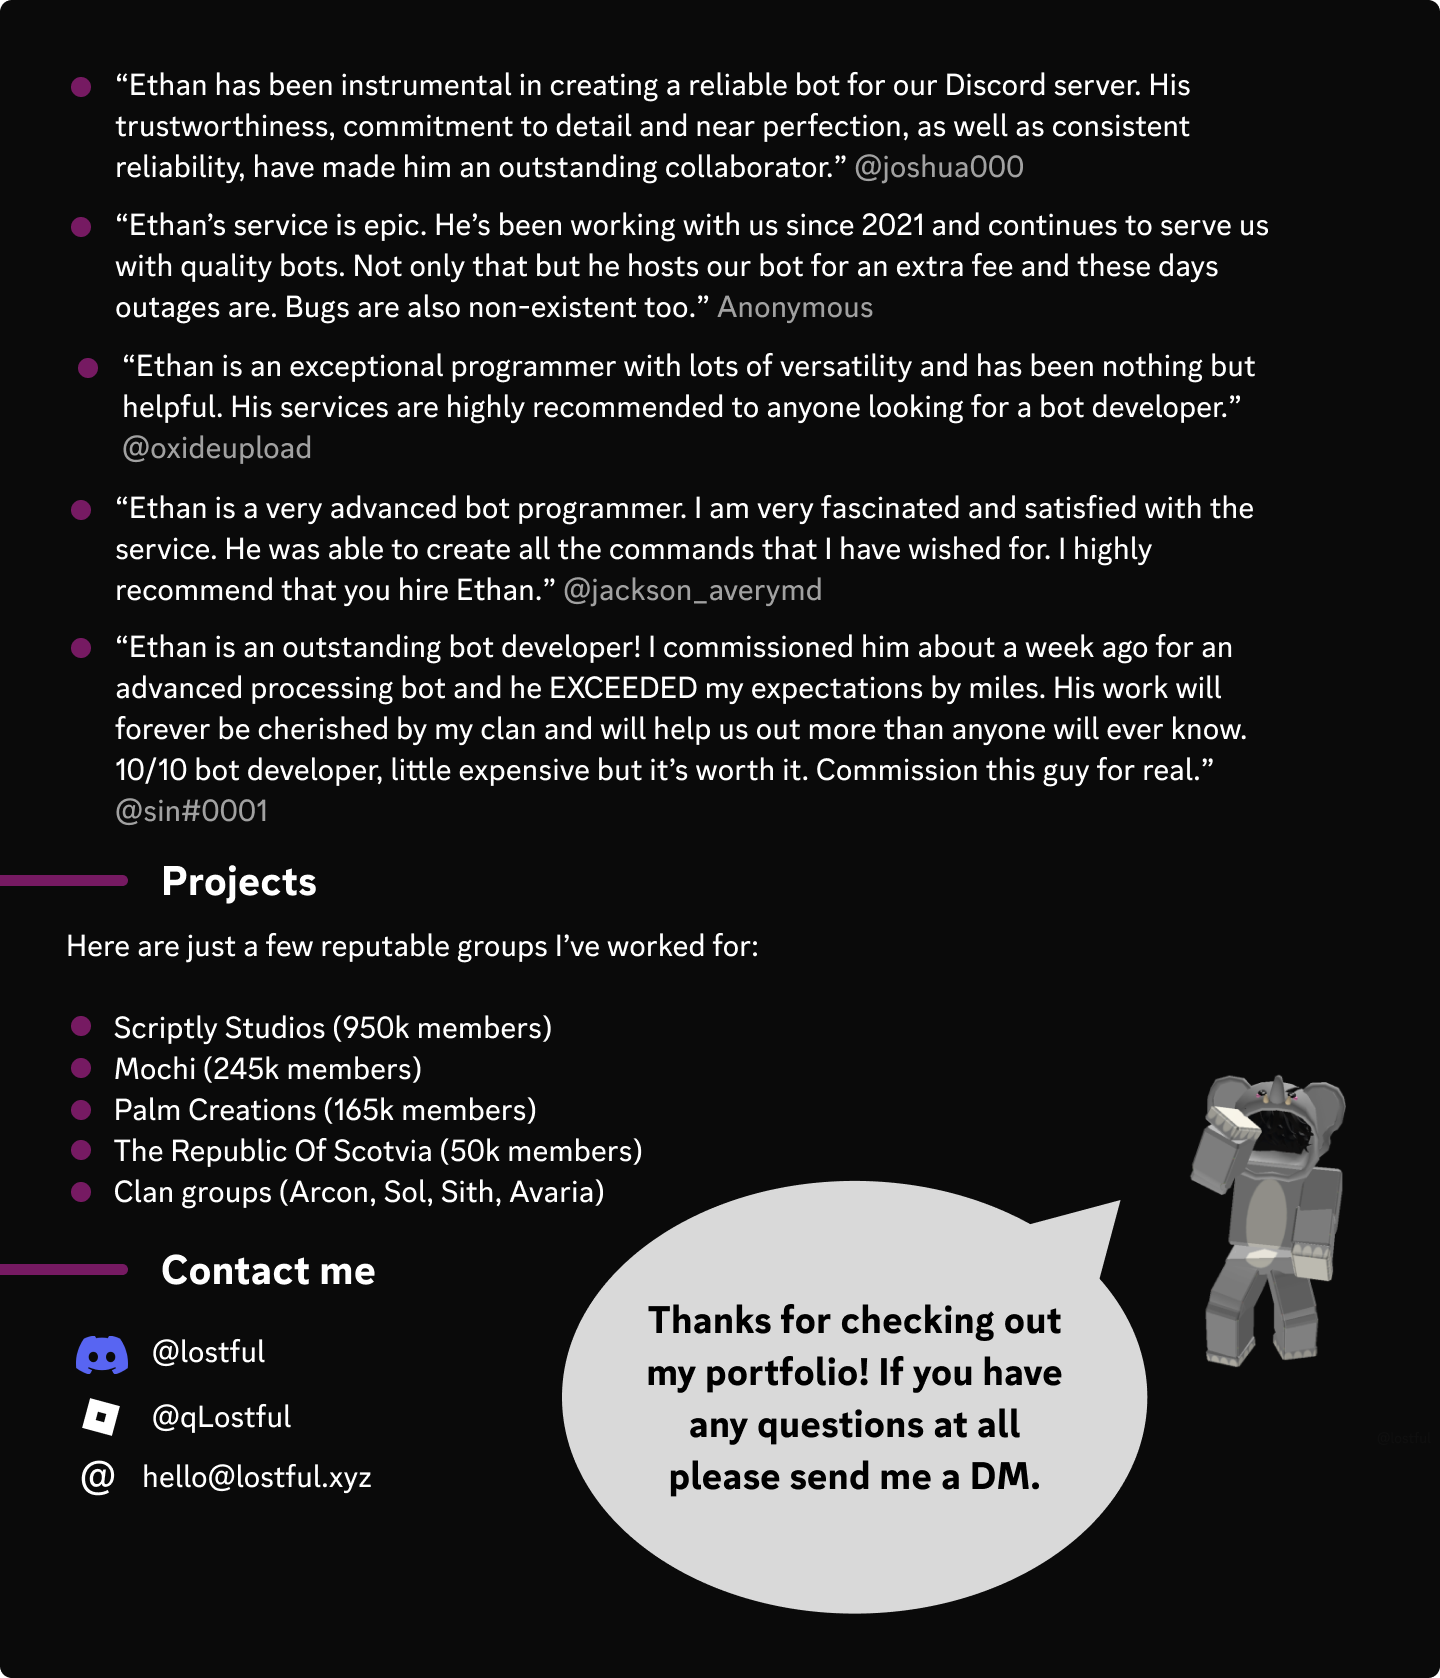 “Ethan has been instrumental in creating a reliable bot for our Discord server. His
trustworthiness, commitment to detail and near perfection, as well as consistent
reliability, have made him an outstanding collaborator.” @joshua000
“Ethan’s service is epic. He’s been working with us since 2021 and continues to serve us
with quality bots. Not only that but he hosts our bot for an extra fee and these days
outages are. Bugs are also non-existent too.” Anonymous
“Ethan is an exceptional programmer with lots of versatility and has been nothing but
helpful. His services are highly recommended to anyone looking for a bot developer.”
@oxideupload
“Ethan is a very advanced bot programmer. I am very fascinated and satisfied with the
service. He was able to create all the commands that I have wished for. I highly
recommend that you hire Ethan.” @jackson_averymd
“Ethan is an outstanding bot developer! I commissioned him about a week ago for an
advanced processing bot and he EXCEEDED my expectations by miles. His work will
forever be cherished by my clan and will help us out more than anyone will ever know.
10/10 bot developer, little expensive but it’s worth it. Commission this guy for real.”
@sin#0001
Projects
Here are just a few reputable groups I’ve worked for:
Scriptly Studios (950k members)
Mochi (245k members)
Palm Creations (165k members)
The Republic Of Scotvia (50k members)
Clan groups (Arcon, Sol, Sith, Avaria)
Contact me
@lostful
@qLostful
@ hello@lostful.xyz
Thanks for checking out
my portfolio! If you have
any questions at all
please send me a DM.